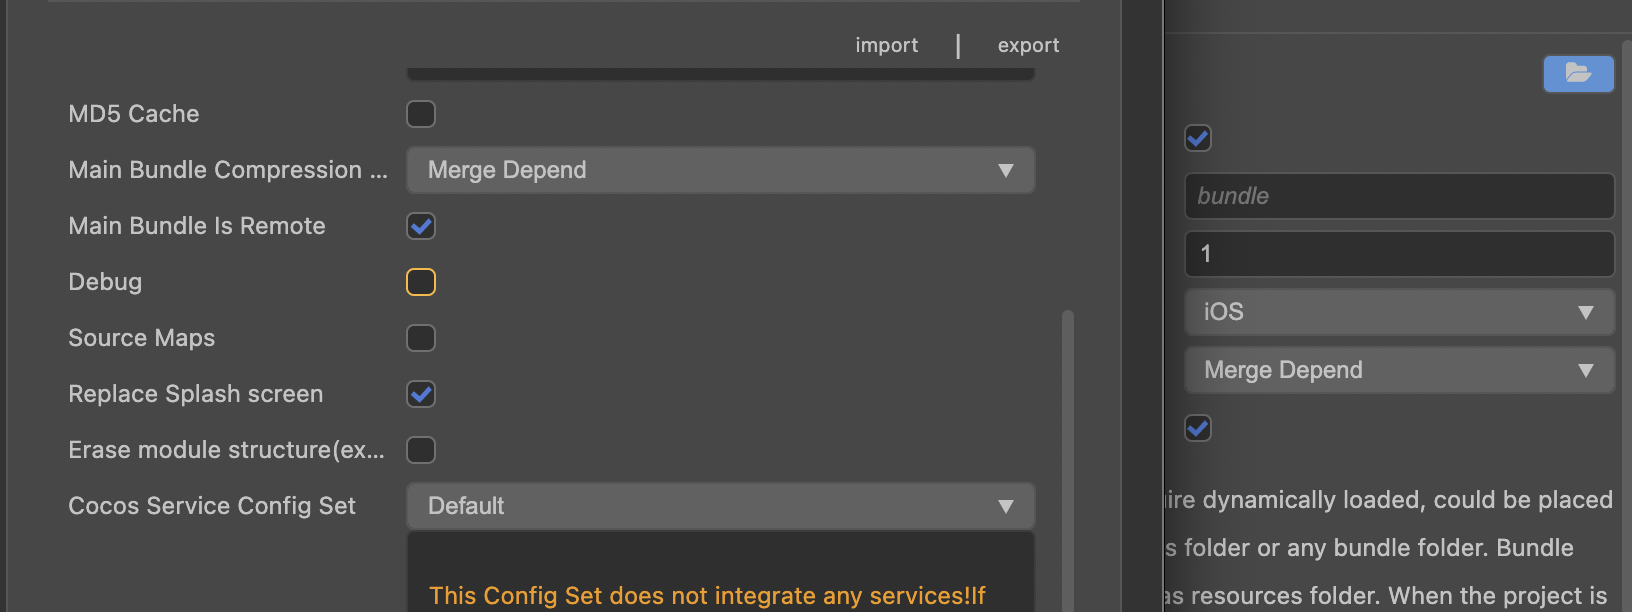 import | export
MD5 Cache
Main Bundle Compression ...
Merge Depend
Main Bundle Is Remote
Debug
Source Maps
Replace Splash screen
Erase module structure(ex...
Cocos Service Config Set
Default
This Config Set does not integrate any services!If
bundle
1
iOS
Merge Depend
ire dynamically loaded, could be placed
s folder or any bundle folder. Bundle
as resources folder. When the project is